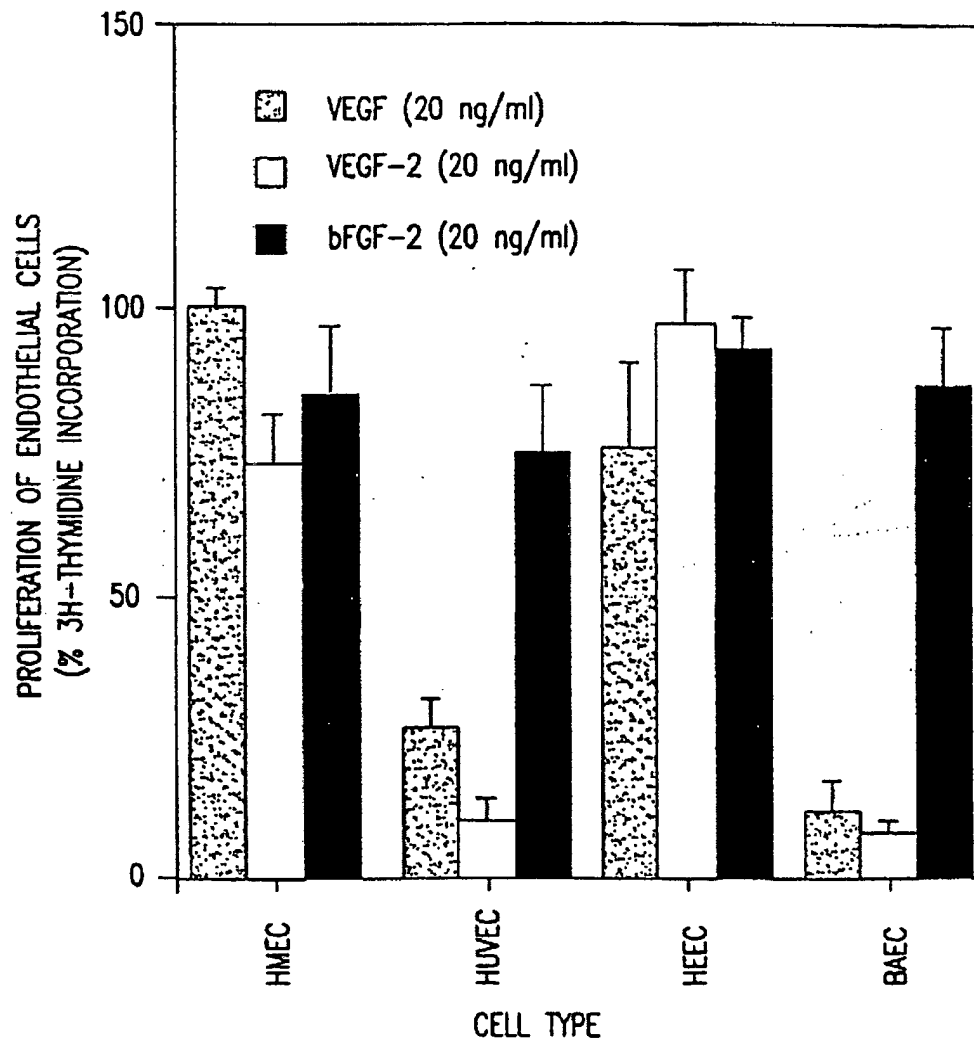 150
VEGF (20 ng/ml)
VEGF-2 (20 ng/ml)
bFGF-2 (20 ng/ml)
100
50
0
PROLIFERATION OF ENDOTHELIAL CELLS
(% 3H-THYMIDINE INCORPORATION)
HMEC
HUVEC
HEEC
BAEC
CELL TYPE